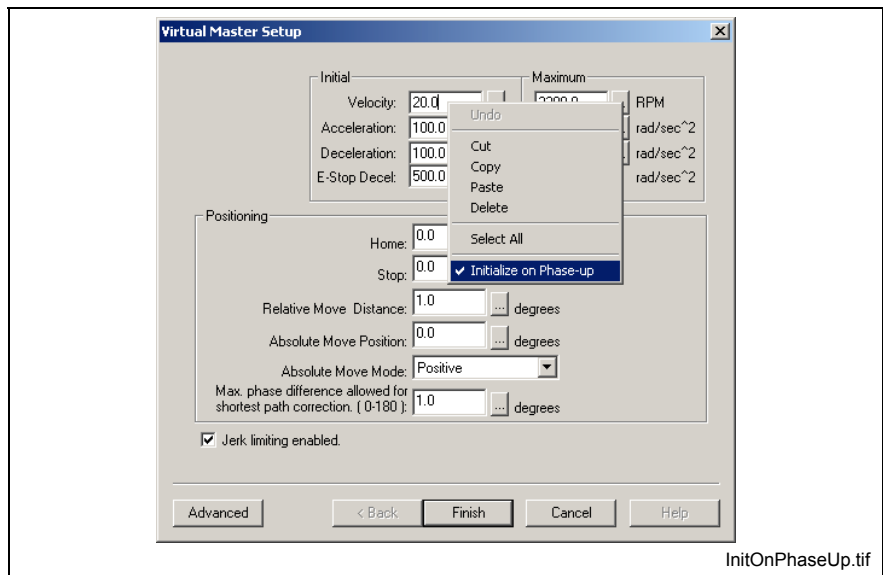 Virtual Master Setup
Initial
Maximum
Velocity: 20.0 RPM
Acceleration: 100.0 rad/sec^2
Deceleration: 100.0 rad/sec^2
E-Stop Decel: 500.0 rad/sec^2
Undo
Cut
Copy
Paste
Delete
Select All
Initialize on Phase-up
Positioning
Home: 0.0
Stop: 0.0
Relative Move Distance: 1.0 ... degrees
Absolute Move Position: 0.0 ... degrees
Absolute Move Mode: Positive
Max. phase difference allowed for
shortest path correction. ( 0-180 ): 1.0 ... degrees
Jerk limiting enabled.
Advanced < Back Finish Cancel Help
InitOnPhaseUp.tif